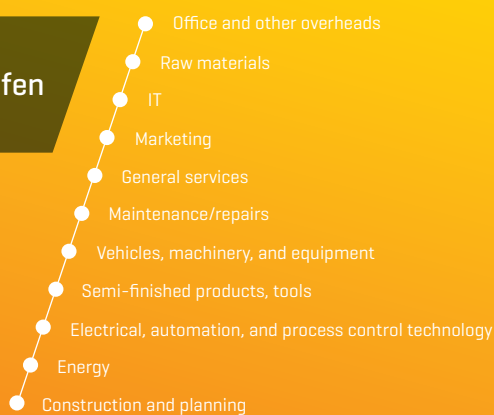 fen
Office and other overheads
Raw materials
IT
Marketing
General services
Maintenance/repairs
Vehicles, machinery, and equipment
Semi-finished products, tools
Electrical, automation, and process control technology
Energy
Construction and planning